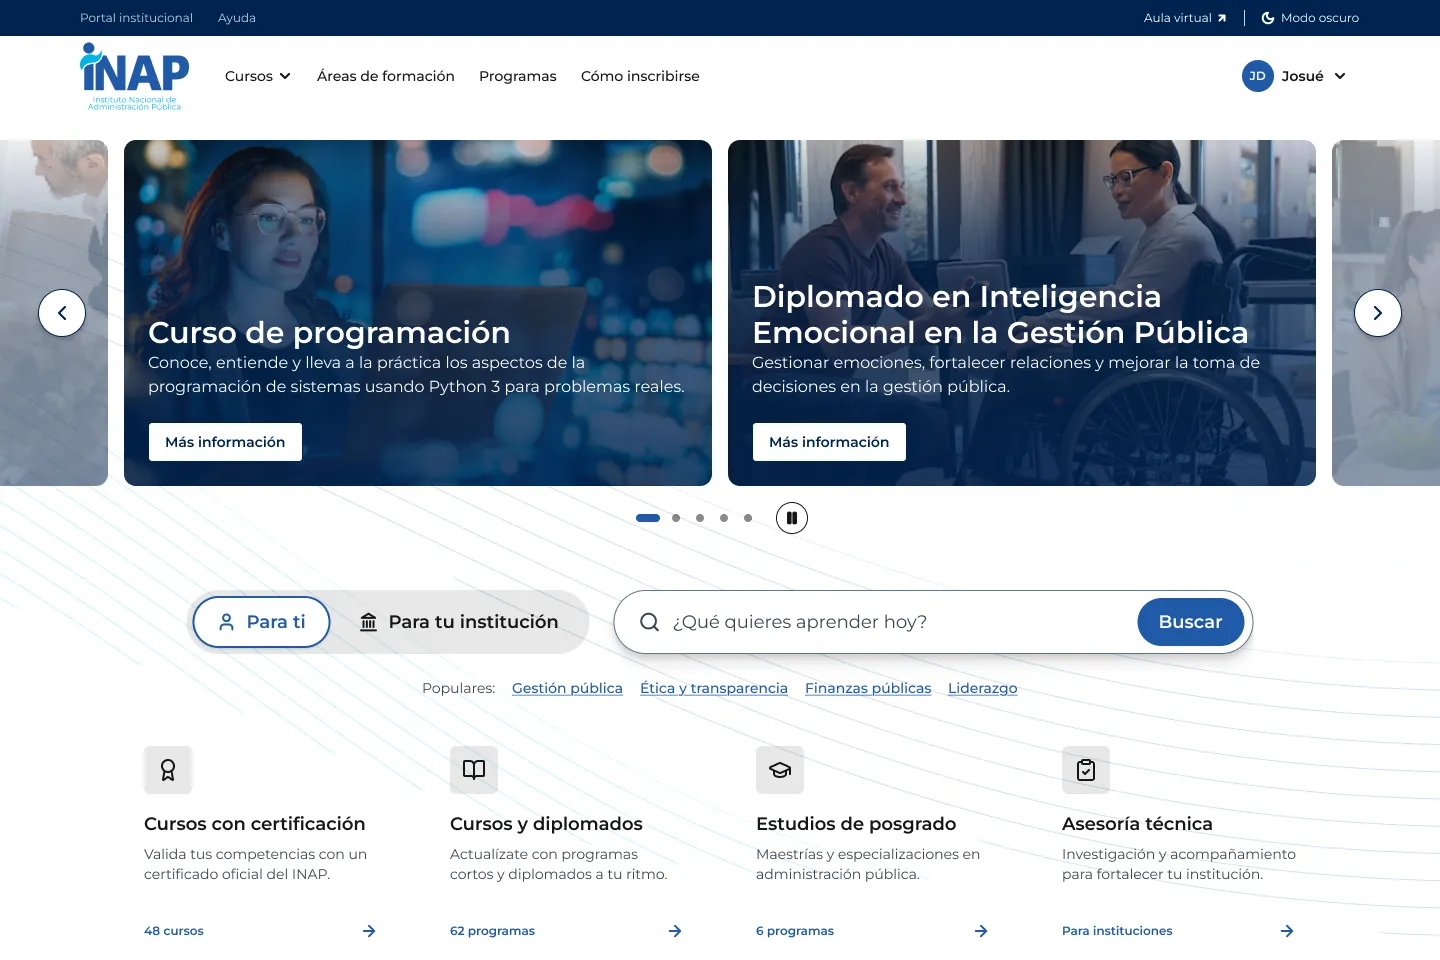 Portal institucional
Ayuda
Aula virtual
Modo oscuro
iNAP
Instituto Nacional de
Administración Pública
Cursos
Áreas de formación
Programas
Cómo inscribirse
JD
Josué
Curso de programación
Conoce, entiende y lleva a la práctica los aspectos de la
programación de sistemas usando Python 3 para problemas reales.
Más información
Diplomado en Inteligencia
Emocional en la Gestión Pública
Gestionar emociones, fortalecer relaciones y mejorar la toma de
decisiones en la gestión pública.
Más información
Para ti
Para tu institución
¿Qué quieres aprender hoy?
Buscar
Populares:
Gestión pública
Ética y transparencia
Finanzas públicas
Liderazgo
Cursos con certificación
Valida tus competencias con un
certificado oficial del INAP.
48 cursos
Cursos y diplomados
Actualízate con programas
cortos y diplomados a tu ritmo.
62 programas
Estudios de posgrado
Maestrías y especializaciones en
administración pública.
6 programas
Asesoría técnica
Investigación y acompañamiento
para fortalecer tu institución.
Para instituciones